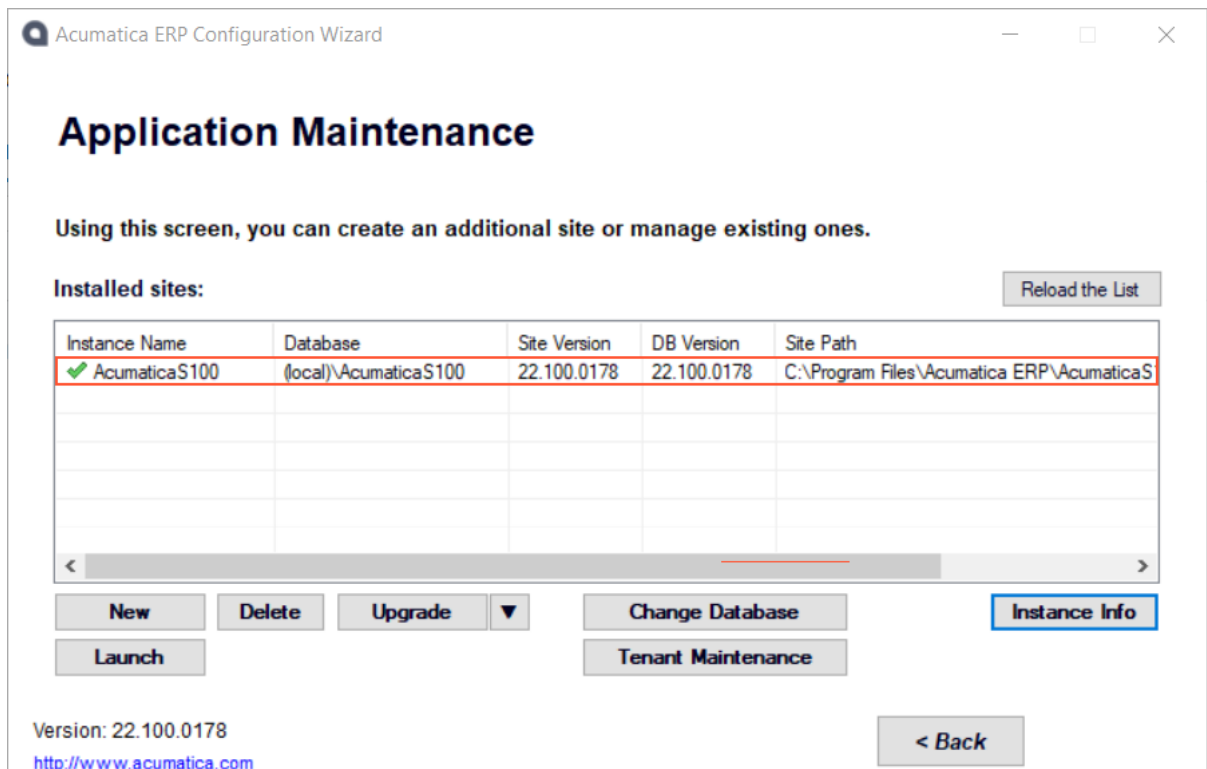 Acumatica ERP Configuration Wizard
Application Maintenance
Using this screen, you can create an additional site or manage existing ones.
Installed sites:
Reload the List
Instance Name Database Site Version DB Version Site Path
AcumaticaS100 (local)\AcumaticaS100 22.100.0178 22.100.0178 C:\Program Files\Acumatica ERP\AcumaticaS1
New Delete Upgrade Change Database Instance Info
Launch Tenant Maintenance
Version: 22.100.0178
< Back
http://www.acumatica.com